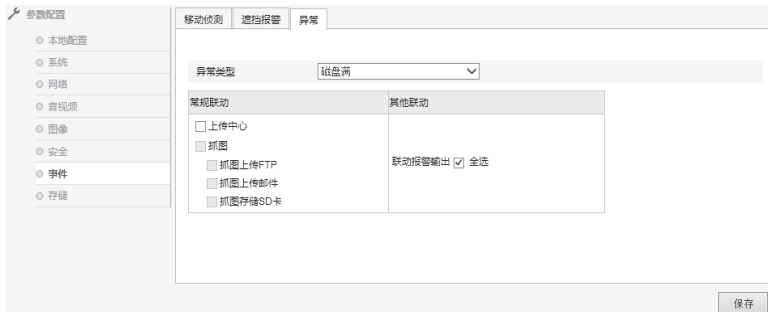 参数配置
本地配置
系统
网络
音视频
图像
安全
事件
存储
移动侦测 遮挡报警 异常
异常类型 磁盘满
常规联动 其他联动
上传中心
抓图
抓图上传FTP
抓图上传邮件
抓图存储SD卡
联动报警输出 全选
保存